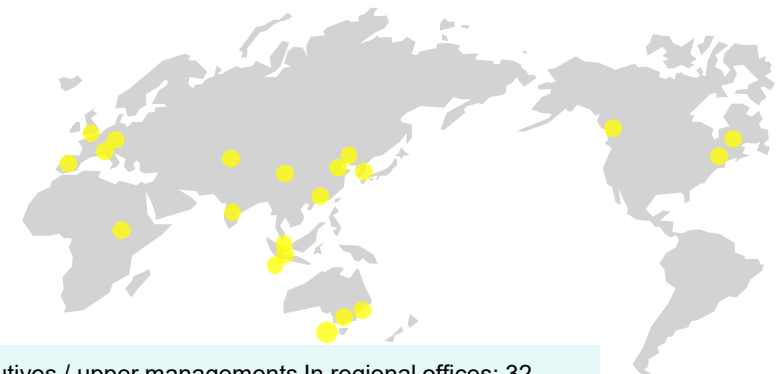 utives / upper managements In regional offices: 32